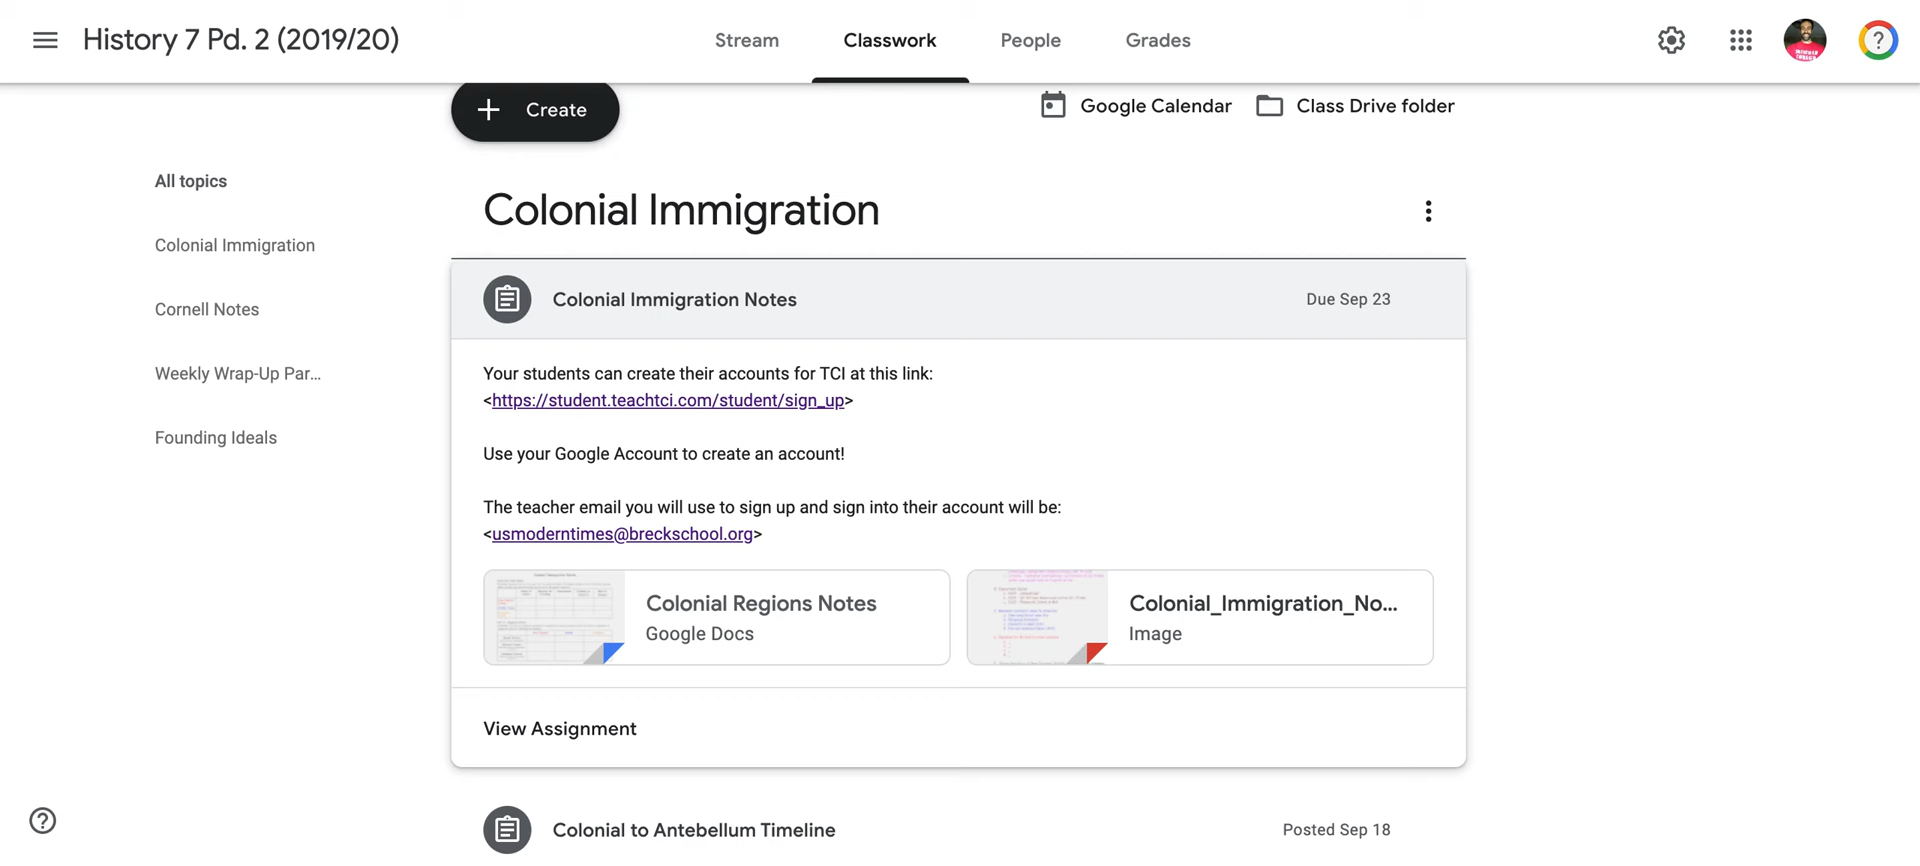 History 7 Pd. 2 (2019/20)
Stream
Classwork
People
Grades
Create
Google Calendar
Class Drive folder
All topics
Colonial Immigration
Cornell Notes
Weekly Wrap-Up Par...
Founding Ideals
Colonial Immigration
Colonial Immigration Notes
Due Sep 23
Your students can create their accounts for TCI at this link:
<https://student.teachtci.com/student/sign_up>
Use your Google Account to create an account!
The teacher email you will use to sign up and sign into their account will be:
<usmoderntimes@breckschool.org>
Colonial Regions Notes
Google Docs
Colonial_Immigration_No...
Image
View Assignment
Colonial to Antebellum Timeline
Posted Sep 18